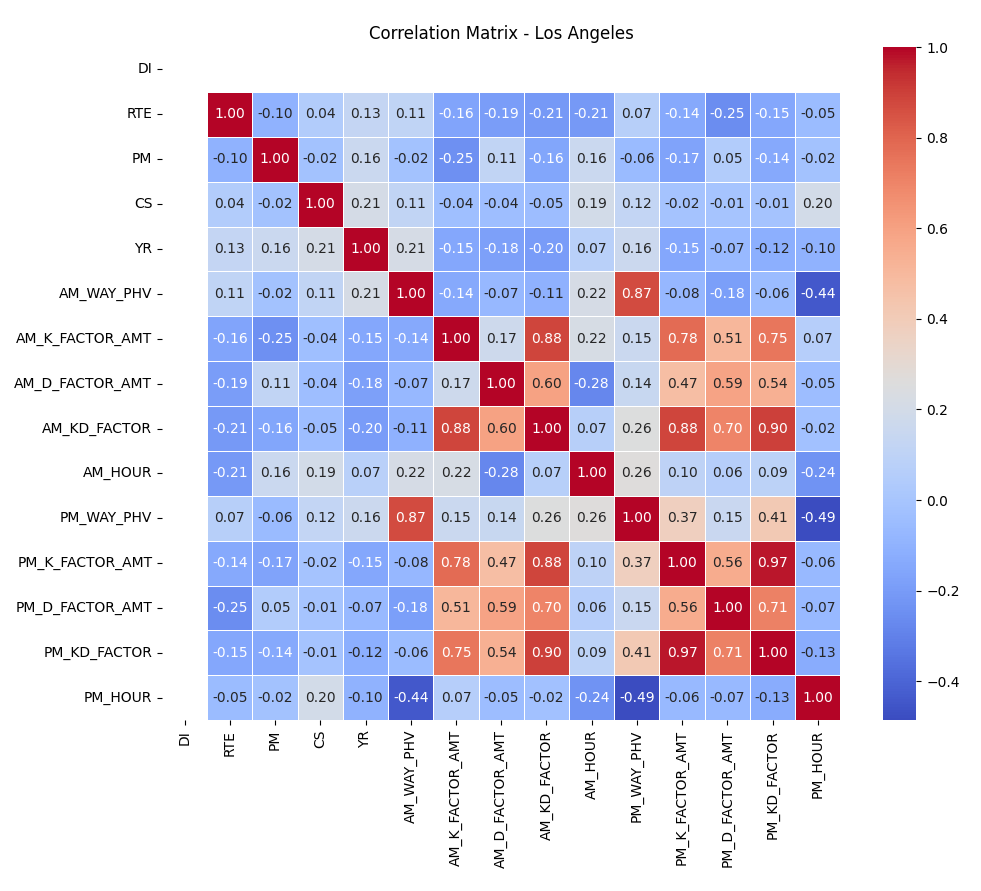 Correlation Matrix - Los Angeles
DI
RTE 1.00 -0.10 0.04 0.13 0.11 -0.16 -0.19 -0.21 -0.21 0.07 -0.14 -0.25 -0.15 -0.05
PM -0.10 1.00 -0.02 0.16 -0.02 -0.25 0.11 -0.16 0.16 -0.06 -0.17 0.05 -0.14 -0.02
CS 0.04 -0.02 1.00 0.21 0.11 -0.04 -0.04 -0.05 0.19 0.12 -0.02 -0.01 -0.01 0.20
YR 0.13 0.16 0.21 1.00 0.21 -0.15 -0.18 -0.20 0.07 0.16 -0.15 -0.07 -0.12 -0.10
AM_WAY_PHV 0.11 -0.02 0.11 0.21 1.00 -0.14 -0.07 -0.11 0.22 0.87 -0.08 -0.18 -0.06 -0.44
AM_K_FACTOR_AMT -0.16 -0.25 -0.04 -0.15 -0.14 1.00 0.17 0.88 0.22 0.15 0.78 0.51 0.75 0.07
AM_D_FACTOR_AMT -0.19 0.11 -0.04 -0.18 -0.07 0.17 1.00 0.60 -0.28 0.14 0.47 0.59 0.54 -0.05
AM_KD_FACTOR -0.21 -0.16 -0.05 -0.20 -0.11 0.88 0.60 1.00 0.07 0.26 0.88 0.70 0.90 -0.02
AM_HOUR -0.21 0.16 0.19 0.07 0.22 0.22 -0.28 0.07 1.00 0.26 0.10 0.06 0.09 -0.24
PM_WAY_PHV 0.07 -0.06 0.12 0.16 0.87 0.15 0.14 0.26 0.26 1.00 0.37 0.15 0.41 -0.49
PM_K_FACTOR_AMT -0.14 -0.17 -0.02 -0.15 -0.08 0.78 0.47 0.88 0.10 0.37 1.00 0.56 0.97 -0.06
PM_D_FACTOR_AMT -0.25 0.05 -0.01 -0.07 -0.18 0.51 0.59 0.70 0.06 0.15 0.56 1.00 0.71 -0.07
PM_KD_FACTOR -0.15 -0.14 -0.01 -0.12 -0.06 0.75 0.54 0.90 0.09 0.41 0.97 0.71 1.00 -0.13
PM_HOUR -0.05 -0.02 0.20 -0.10 -0.44 0.07 -0.05 -0.02 -0.24 -0.49 -0.06 -0.07 -0.13 1.00
DI
RTE
PM
CS
YR
AM_WAY_PHV
AM_K_FACTOR_AMT
AM_D_FACTOR_AMT
AM_KD_FACTOR
AM_HOUR
PM_WAY_PHV
PM_K_FACTOR_AMT
PM_D_FACTOR_AMT
PM_KD_FACTOR
PM_HOUR
1.0
0.8
0.6
0.4
0.2
0.0
−0.2
−0.4